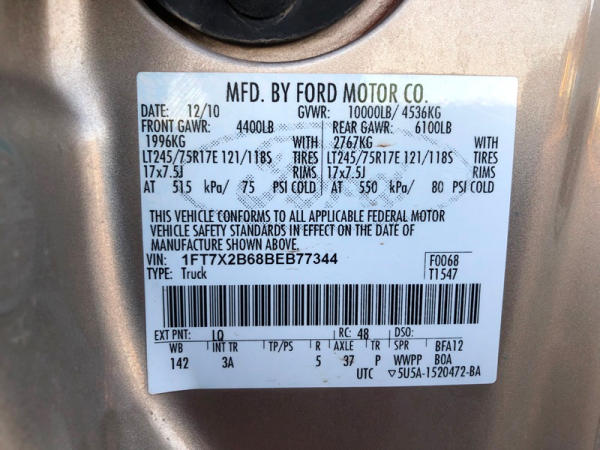 MFD. BY FORD MOTOR CO.
DATE: 12/10 GVWR: 10000LB/ 4536KG
FRONT GAWR: 4400LB REAR GAWR: 6100LB
1996KG WITH 2767KG WITH
LT245/75R17E 121/118S TIRES LT245/75R17E 121/118S TIRES
17x7.5J RIMS 17x7.5J RIMS
AT 515 kPa/ 75 PSI COLD AT 550 kPa/ 80 PSI COLD
THIS VEHICLE CONFORMS TO ALL APPLICABLE FEDERAL MOTOR
VEHICLE SAFETY STANDARDS IN EFFECT ON THE DATE OF
MANUFACTURE SHOWN ABOVE.
VIN: 1FT7X2B68BEB77344 F0068
TYPE: Truck T1547
EXT PNT: LQ RC: 48 DSO:
WB INT TR TP/PS R AXLE TR SPR BFA12
142 3A 5 37 P WWPP BOA
UTC ▽5U5A-1520472-BA